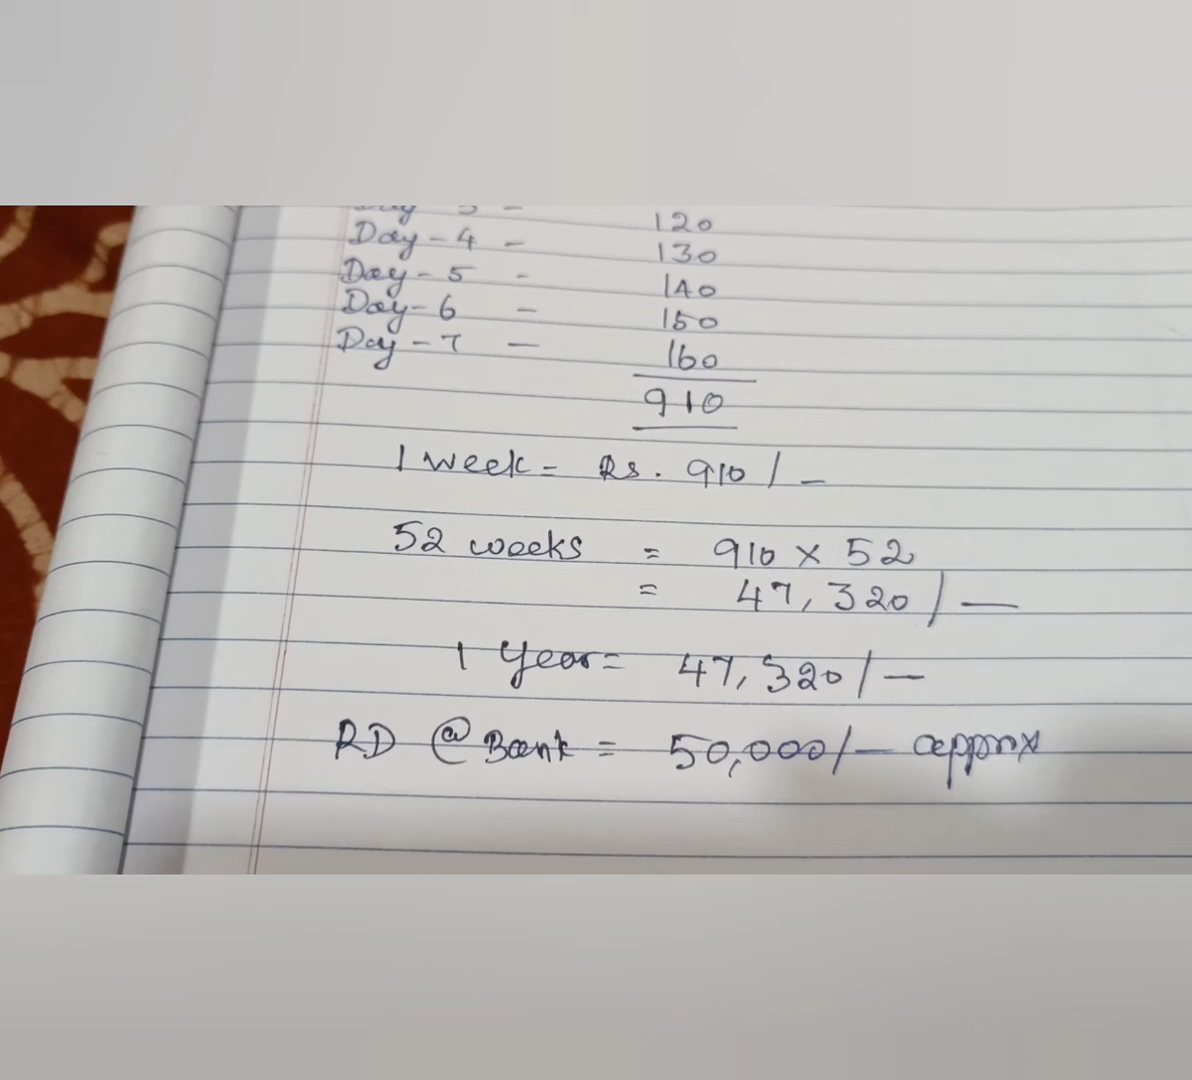 120
Day - 4 - 130
Day - 5 - 140
Day - 6 - 150
Day - 7 - 160
910
1 week = Rs. 910/-
52 weeks = 910 x 52
= 47,320/-
1 Year = 47,320/-
RD @ Bank = 50,000/- approx